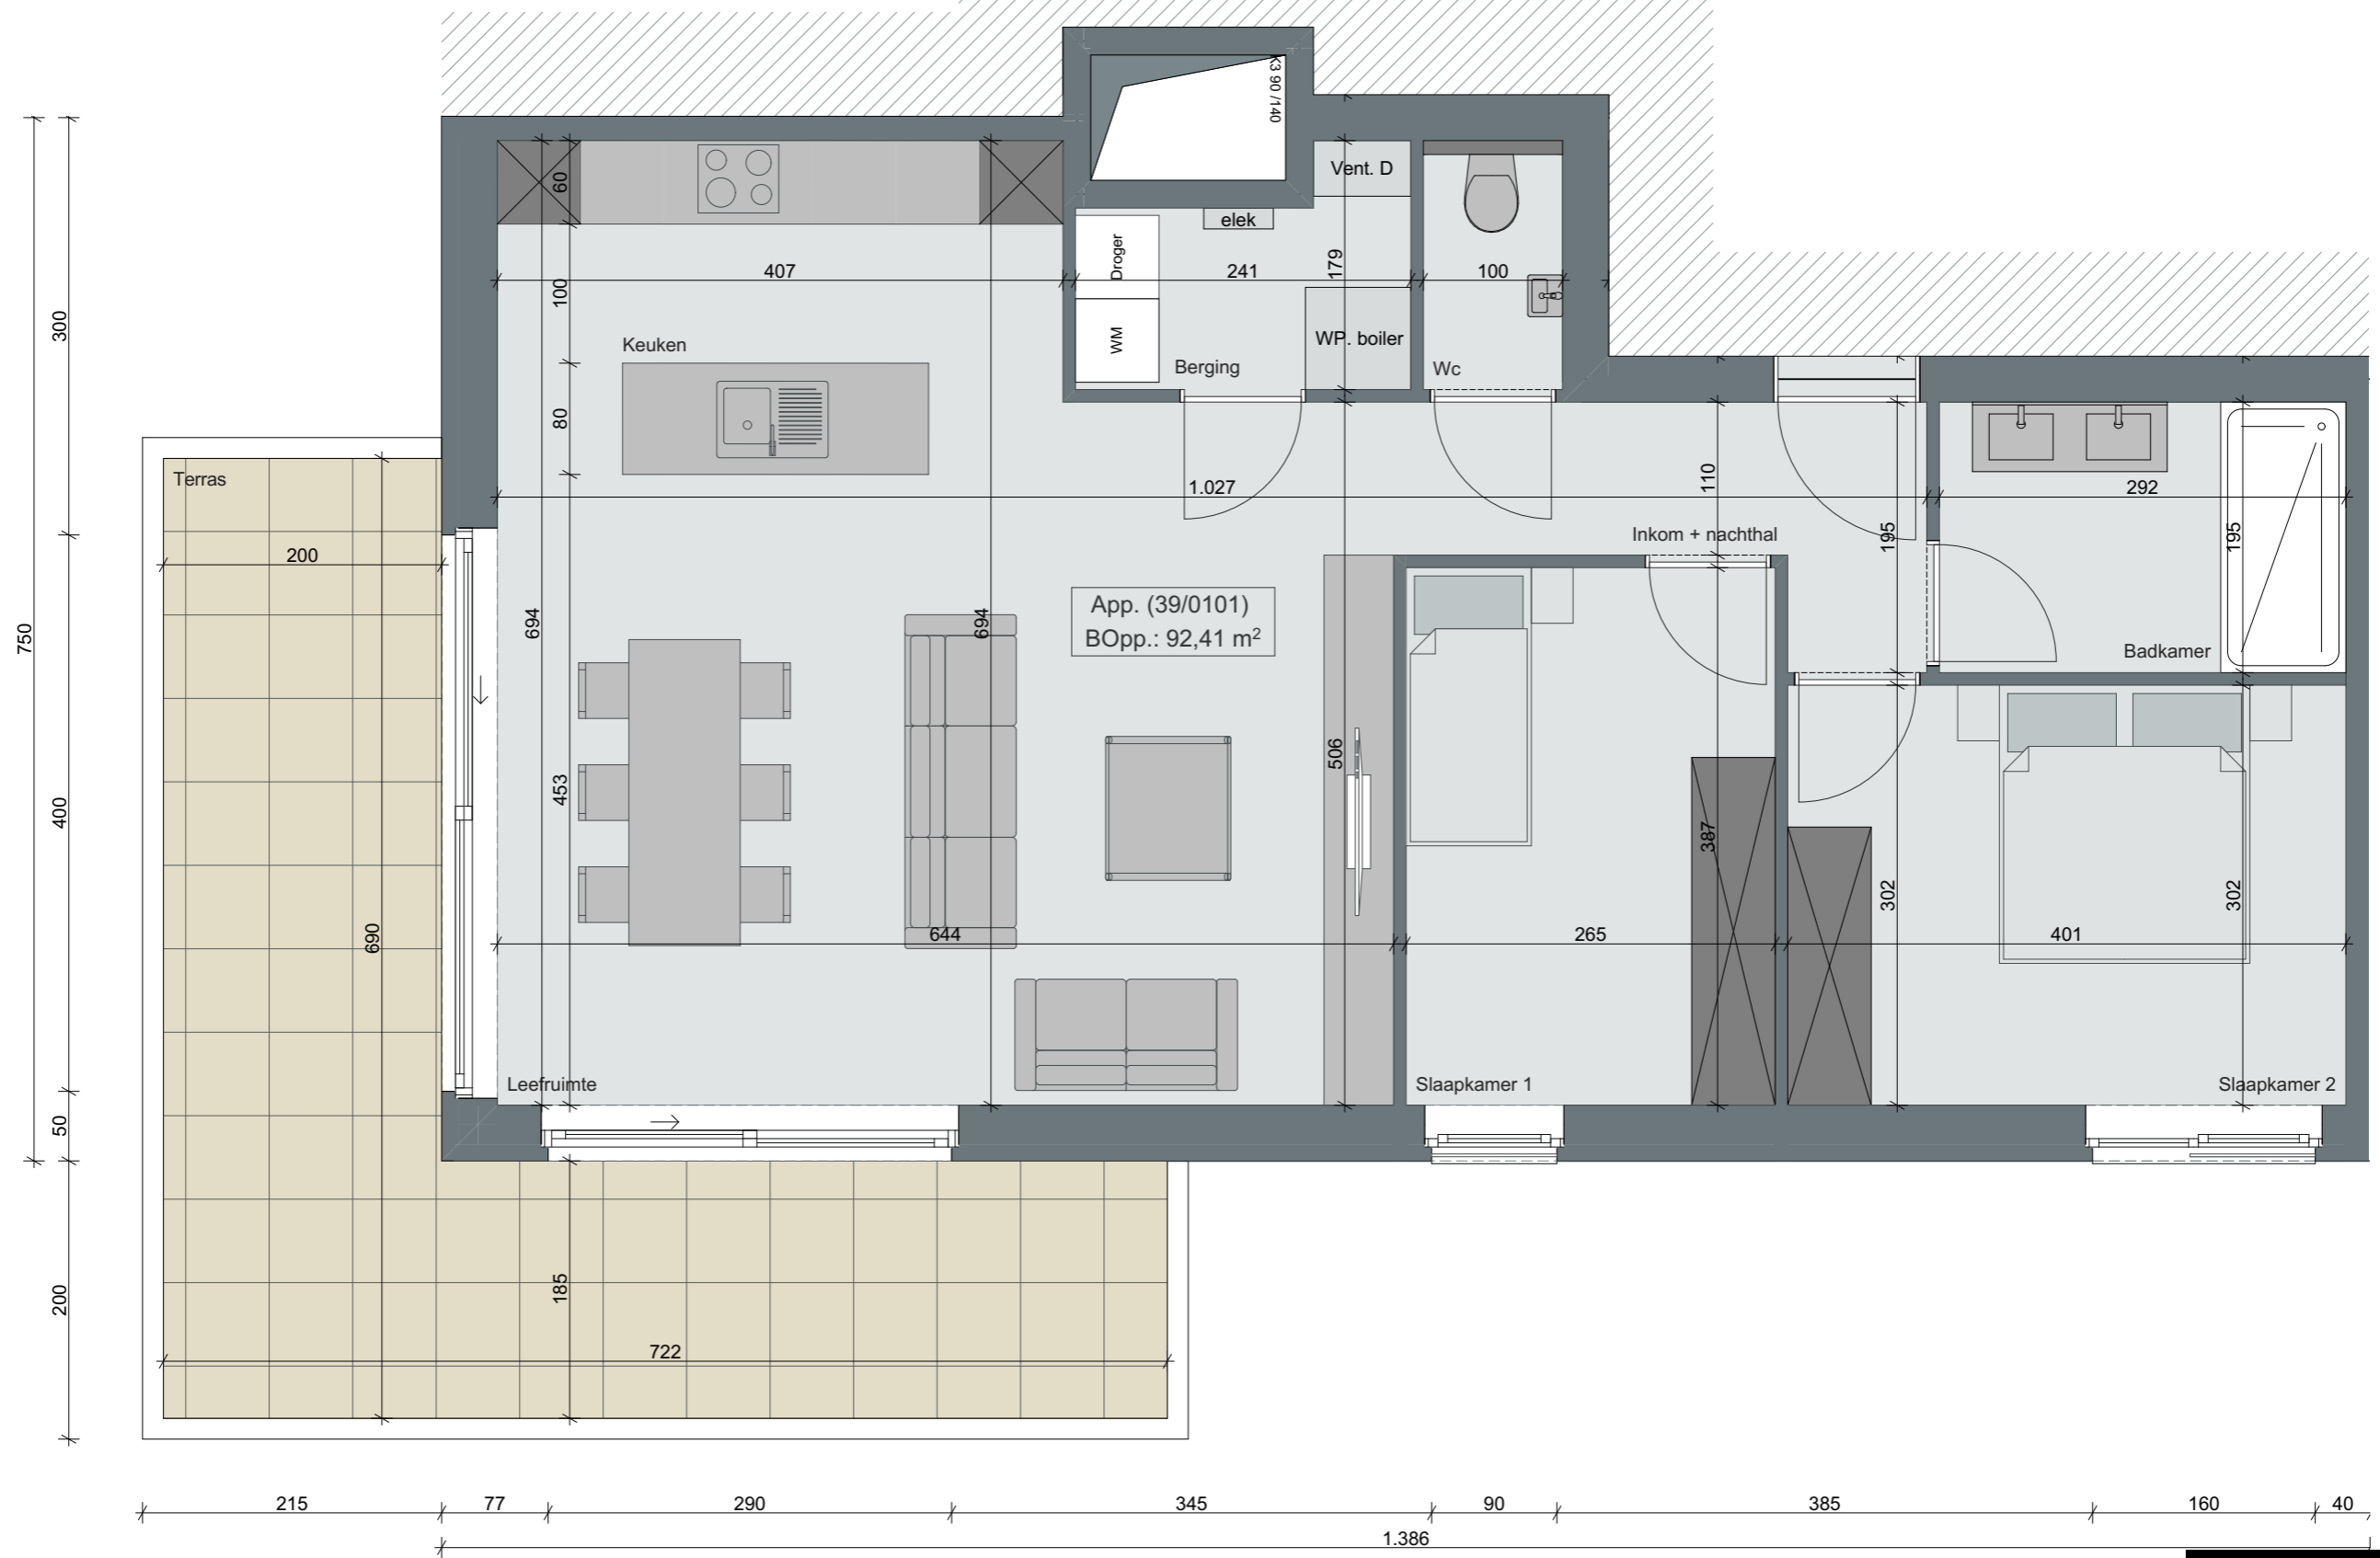 K3 90 /140
Vent. D
60
elek
Droger
179
407
241
100
100
300
WM
WP. boiler
Keuken
Berging
Wc
80
Terras
110
1.027
292
Inkom + nachthal
195
195
200
App. (39/0101)
BOpp.: 92,41 m²
694
694
750
Badkamer
506
453
400
387
302
302
690
644
265
401
Leefruimte
Slaapkamer 1
Slaapkamer 2
50
185
200
722
215
77
290
345
90
385
160
40
1.386